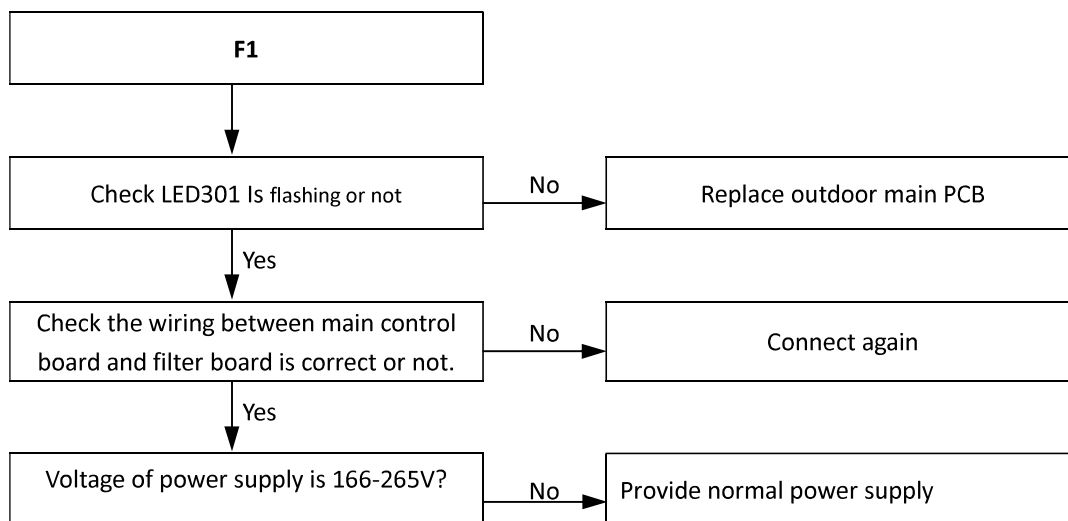 F1
Check LED301 Is flashing or not
No
Replace outdoor main PCB
Yes
Check the wiring between main control
board and filter board is correct or not.
No
Connect again
Yes
Voltage of power supply is 166-265V?
No
Provide normal power supply